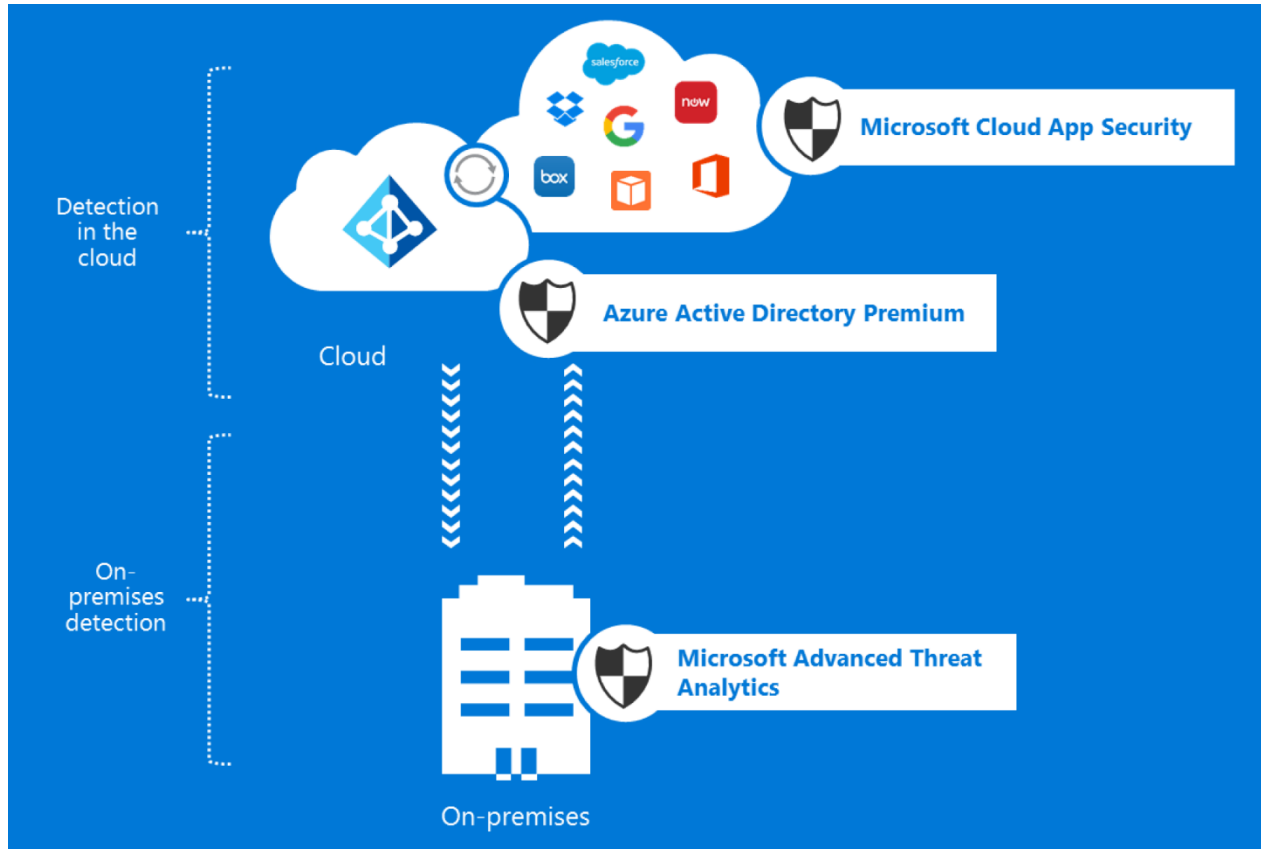 salesforce
now
Microsoft Cloud App Security
box
Detection
in the
cloud
Azure Active Directory Premium
Cloud
On-
premises
detection
Microsoft Advanced Threat
Analytics
On-premises